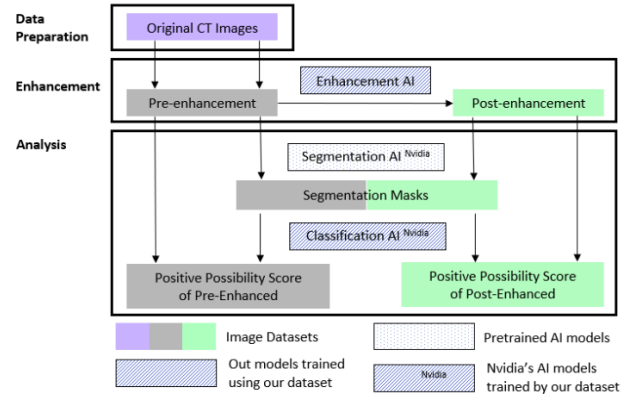 Data
Preparation
Original CT Images
Enhancement
Enhancement AI
Pre-enhancement
Post-enhancement
Analysis
Segmentation AI Nvidia
Segmentation Masks
Classification AI Nvidia
Positive Possibility Score
of Pre-Enhanced
Positive Possibility Score
of Post-Enhanced
Image Datasets
Pretrained AI models
Out models trained
using our dataset
Nvidia
Nvidia's AI models
trained by our dataset